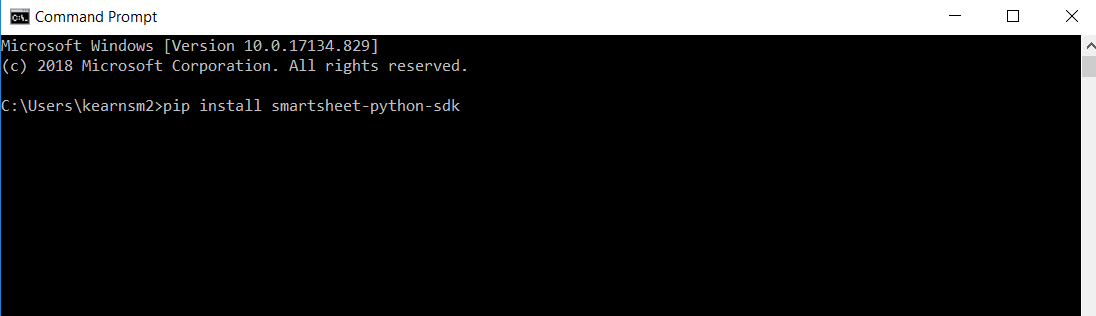 Command Prompt
Microsoft Windows [Version 10.0.17134.829]
(c) 2018 Microsoft Corporation. All rights reserved.
C:\Users\kearnsm2>pip install smartsheet-python-sdk